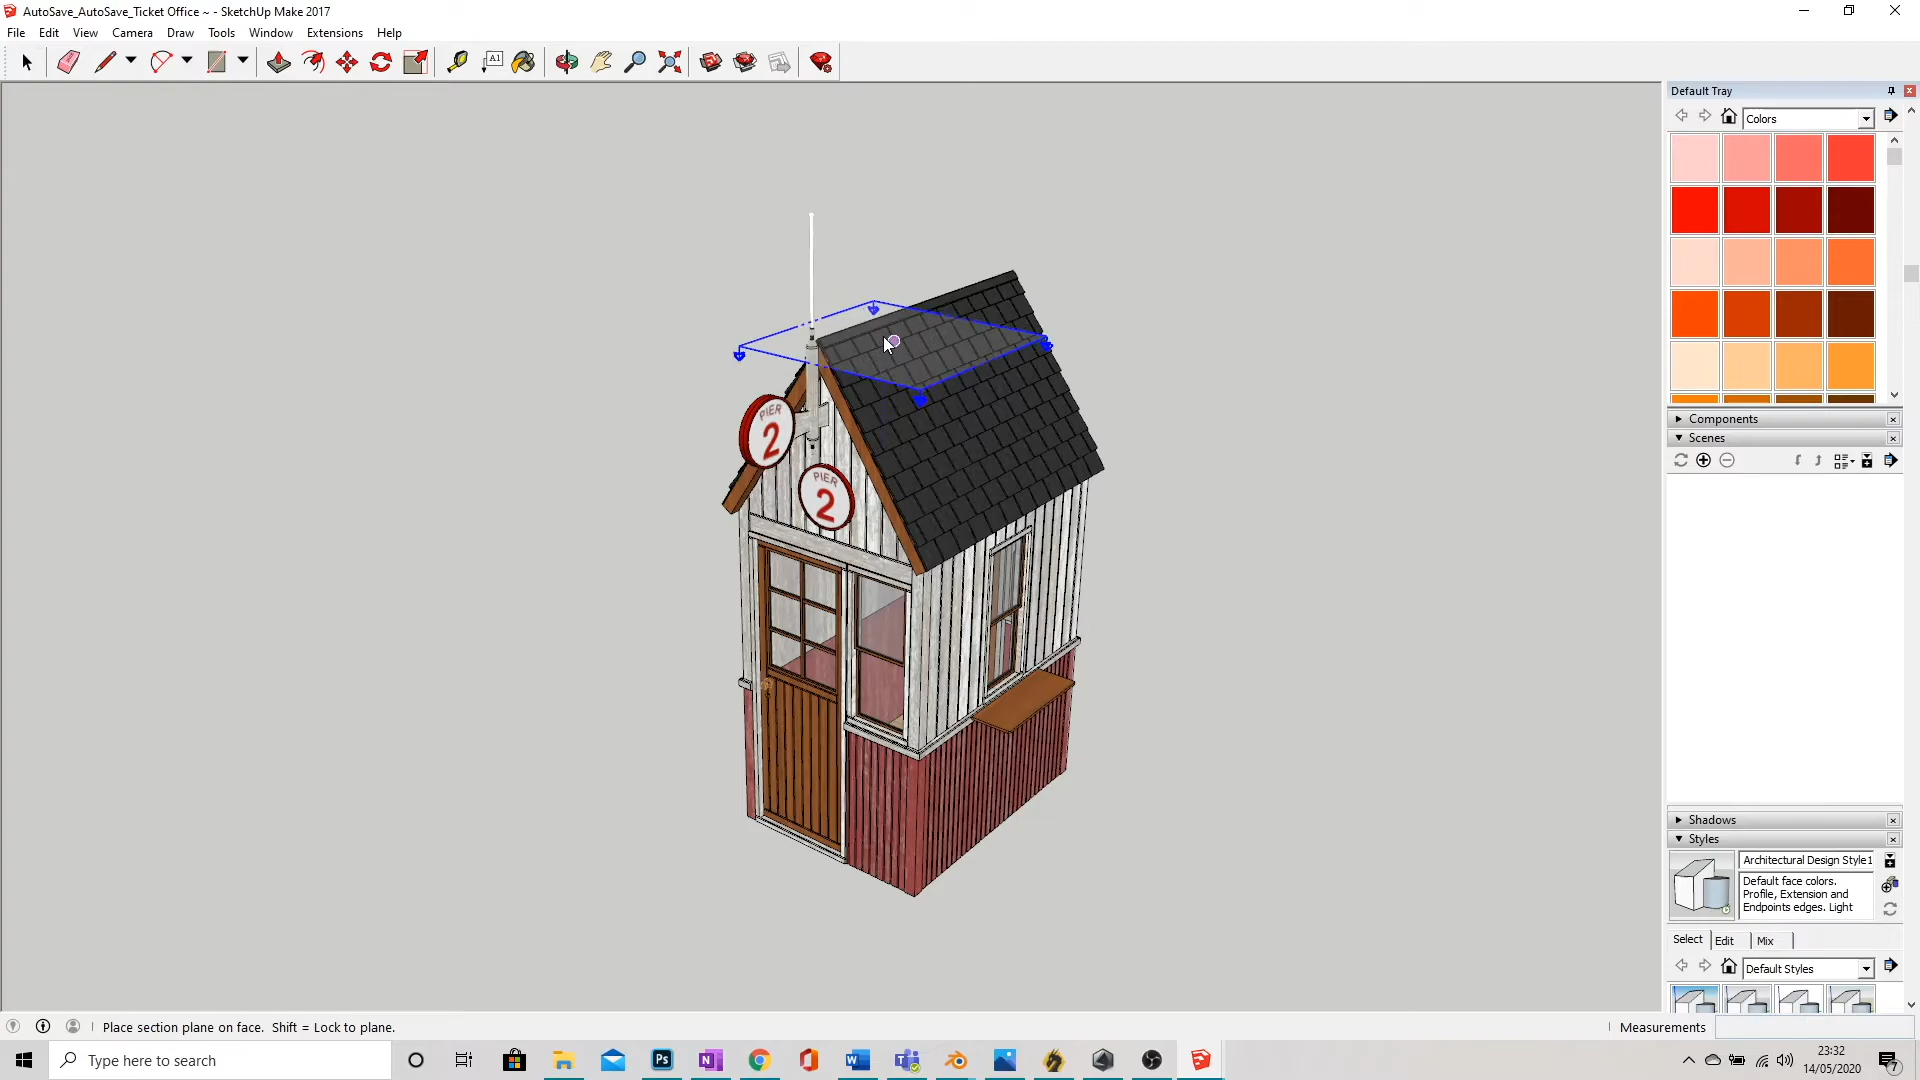 AutoSave_AutoSave_Ticket Office ~ - SketchUp Make 2017
File Edit View Camera Draw Tools Window Extensions Help
A1
Default Tray
Colors
PIER
2
PIER
2
Components
Scenes
Shadows
Styles
Architectural Design Style1
Default face colors.
Profile, Extension and
Endpoints edges. Light
Select Edit Mix
Default Styles
Place section plane on face. Shift = Lock to plane.
Measurements
Type here to search
23:32
14/05/2020
7